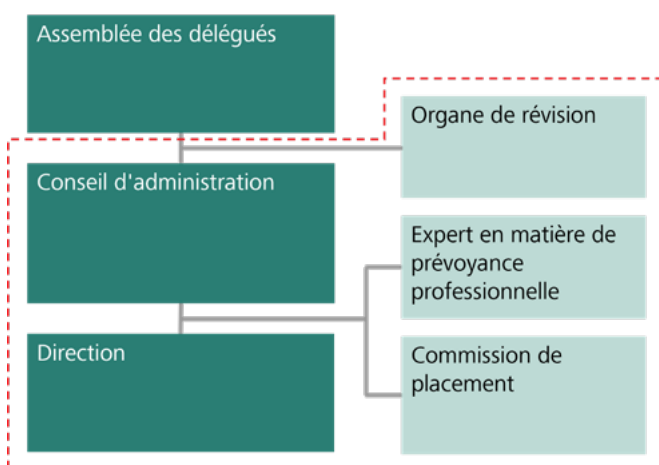 Assemblée des délégués
Organe de révision
Conseil d'administration
Expert en matière de
prévoyance
professionnelle
Direction
Commission de
placement